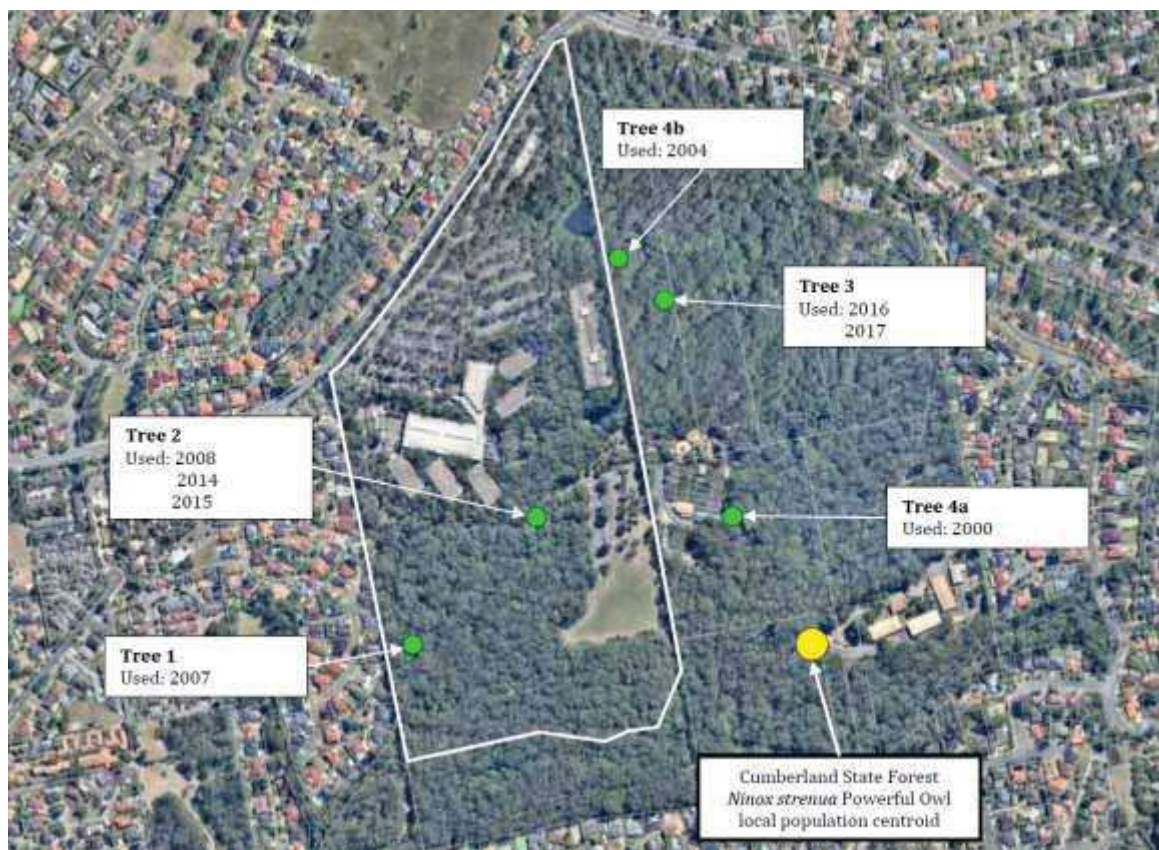 Tree 4b
Used: 2004
Tree 3
Used: 2016
2017
Tree 2
Used: 2008
2014
2015
Tree 4a
Used: 2000
Tree 1
Used: 2007
Cumberland State Forest
Ninox strenua Powerful Owl
local population centroid